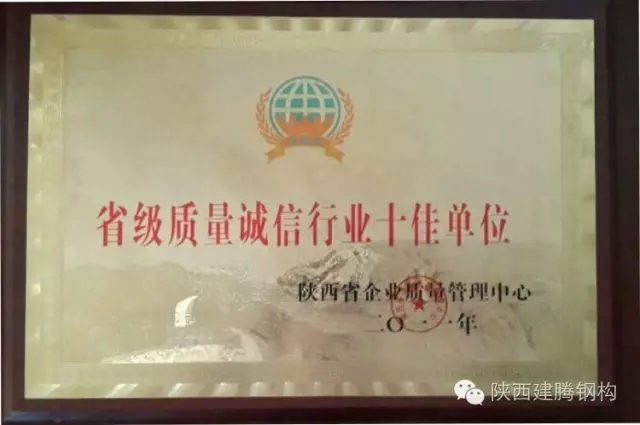 省级质量诚信行业十佳单位
陕西省企业质量管理中心
二〇一一年
陕西建腾钢构